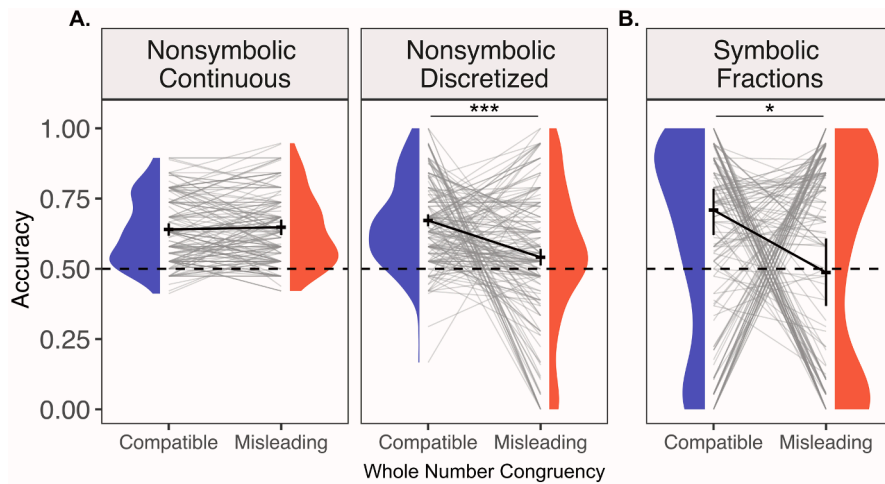 A.
B.
Nonsymbolic
Continuous
Nonsymbolic
Discretized
Symbolic
Fractions
***
*
1.00
0.75
0.50
0.25
0.00
Accuracy
Compatible Misleading
Compatible Misleading
Compatible Misleading
Whole Number Congruency